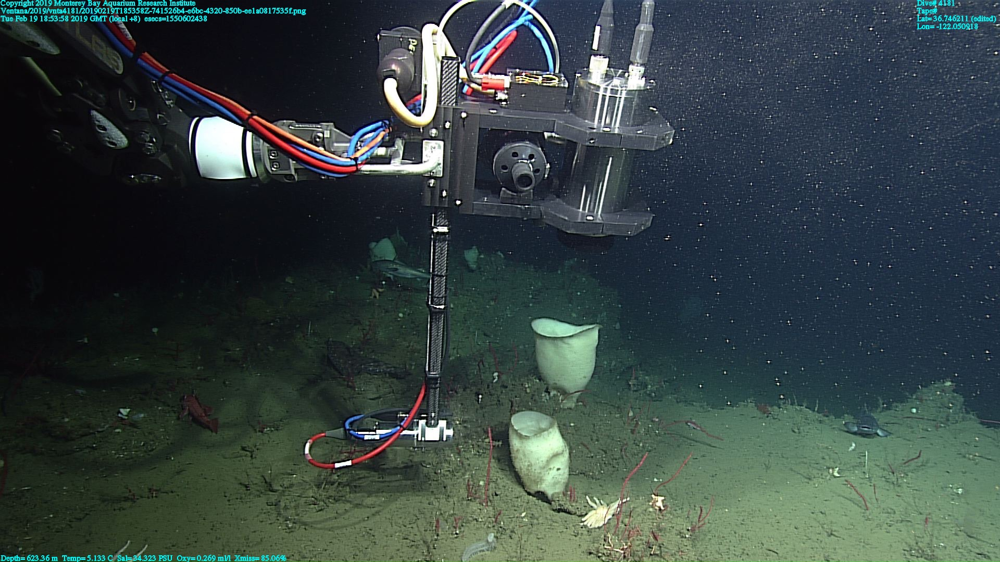 Copyright 2019 Monterey Bay Aquarium Research Institute
Ventana/2019/vnta4181/20190219T185358Z-741526b4-e6bc-4320-850b-ee1a0817535f.png
Tue Feb 19 18:53:58 2019 GMT (local +8) esecs=1550602438
Dive# 4181
Tape#
Lat= 36.746211 (edited)
Lon= -122.050918
Depth= 623.36 m Temp= 5.133 C Sal= 34.323 PSU Oxy= 0.269 ml/l Xmiss= 85.06%